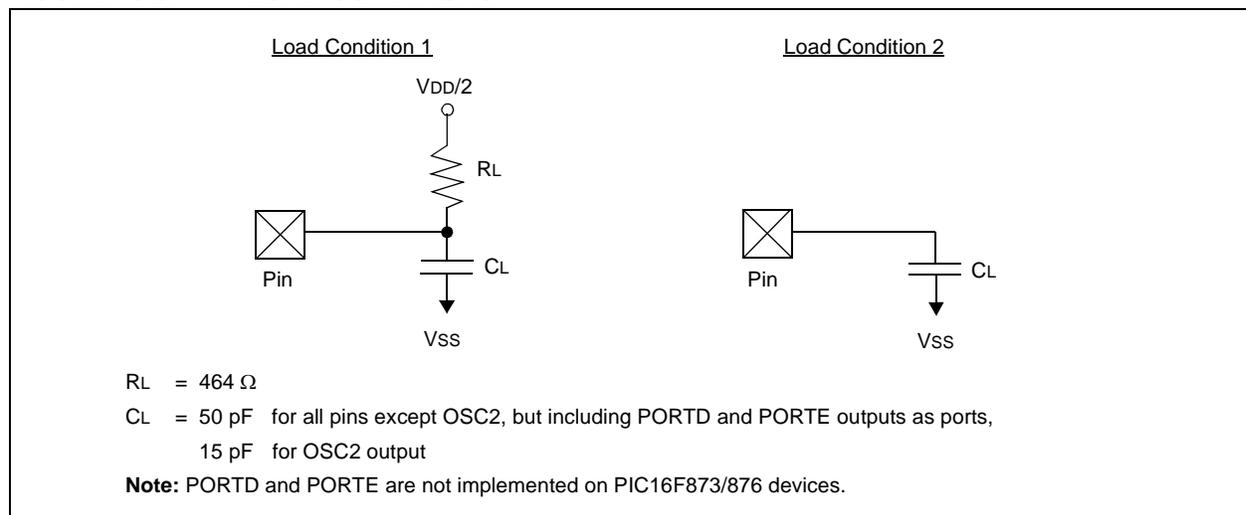 Load Condition 1
VDD/2
RL
Pin
CL
VSS
Load Condition 2
Pin
CL
VSS
RL = 464 Ω
CL = 50 pF for all pins except OSC2, but including PORTD and PORTE outputs as ports,
15 pF for OSC2 output
Note: PORTD and PORTE are not implemented on PIC16F873/876 devices.